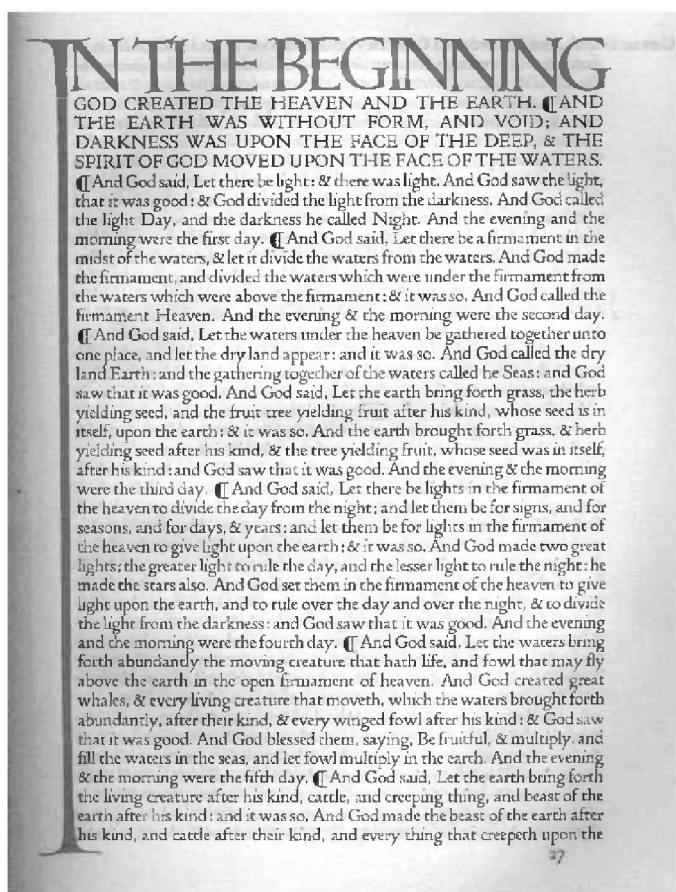 IN THE BEGINNING
GOD CREATED THE HEAVEN AND THE EARTH. ⁋AND
THE EARTH WAS WITHOUT FORM, AND VOID; AND
DARKNESS WAS UPON THE FACE OF THE DEEP, & THE
SPIRIT OF GOD MOVED UPON THE FACE OF THE WATERS.
⁋And God said, Let there be light: & there was light. And God saw the light,
that it was good: & God divided the light from the darkness. And God called
the light Day, and the darkness he called Night. And the evening and the
morning were the first day. ⁋And God said, Let there be a firmament in the
midst of the waters, & let it divide the waters from the waters. And God made
the firmament, and divided the waters which were under the firmament from
the waters which were above the firmament: & it was so. And God called the
firmament Heaven. And the evening & the morning were the second day.
⁋And God said, Let the waters under the heaven be gathered together unto
one place, and let the dry land appear: and it was so. And God called the dry
land Earth; and the gathering together of the waters called he Seas: and God
saw that it was good. And God said, Let the earth bring forth grass, the herb
yielding seed, and the fruit tree yielding fruit after his kind, whose seed is in
itself, upon the earth: & it was so. And the earth brought forth grass, & herb
yielding seed after his kind, & the tree yielding fruit, whose seed was in itself,
after his kind: and God saw that it was good. And the evening & the morning
were the third day. ⁋And God said, Let there be lights in the firmament of
the heaven to divide the day from the night; and let them be for signs, and for
seasons, and for days, & years: and let them be for lights in the firmament of
the heaven to give light upon the earth: & it was so. And God made two great
lights; the greater light to rule the day, and the lesser light to rule the night: he
made the stars also. And God set them in the firmament of the heaven to give
light upon the earth, and to rule over the day and over the night, & to divide
the light from the darkness: and God saw that it was good. And the evening
and the morning were the fourth day. ⁋And God said, Let the waters bring
forth abundantly the moving creature that hath life, and fowl that may fly
above the earth in the open firmament of heaven. And God created great
whales, & every living creature that moveth, which the waters brought forth
abundantly, after their kind, & every winged fowl after his kind: & God saw
that it was good. And God blessed them, saying, Be fruitful, & multiply, and
fill the waters in the seas, and let fowl multiply in the earth. And the evening
& the morning were the fifth day. ⁋And God said, Let the earth bring forth
the living creature after his kind, cattle, and creeping thing, and beast of the
earth after his kind: and it was so. And God made the beast of the earth after
his kind, and cattle after their kind, and every thing that creepeth upon the
27